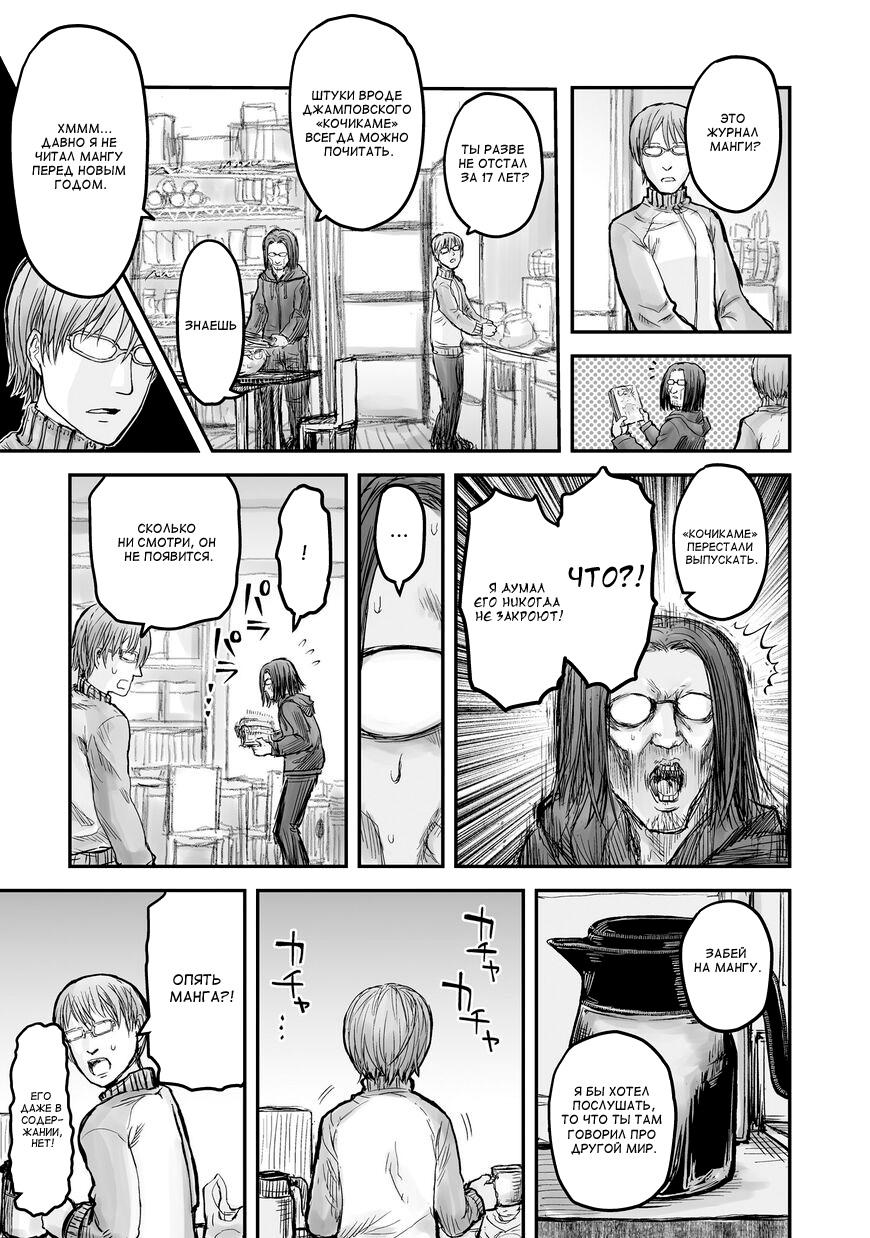 ЭТО
ЖУРНАЛ
МАНГИ?
ТЫ РАЗВЕ
НЕ ОТСТАЛ
ЗА 17 ЛЕТ?
ШТУКИ ВРОДЕ
ДЖАМПОВСКОГО
«КОЧИКАМЕ»
ВСЕГДА МОЖНО
ПОЧИТАТЬ.
ЗНАЕШЬ
ХМММ...
ДАВНО Я НЕ
ЧИТАЛ МАНГУ
ПЕРЕД НОВЫМ
ГОДОМ.
«КОЧИКАМЕ»
ПЕРЕСТАЛИ
ВЫПУСКАТЬ.
ЧТО?!
Я ДУМАЛ
ЕГО НИКОГДА
НЕ ЗАКРОЮТ!
...
!
パラ
パラ
СКОЛЬКО
НИ СМОТРИ, ОН
НЕ ПОЯВИТСЯ.
ЗАБЕЙ
НА МАНГУ.
Я БЫ ХОТЕЛ
ПОСЛУШАТЬ,
ТО ЧТО ТЫ ТАМ
ГОВОРИЛ ПРО
ДРУГОЙ МИР.
カチャ
カチャ
カチャ…
ОПЯТЬ
МАНГА?!
ЕГО
ДАЖЕ В
СОДЕР-
ЖАНИИ,
НЕТ!